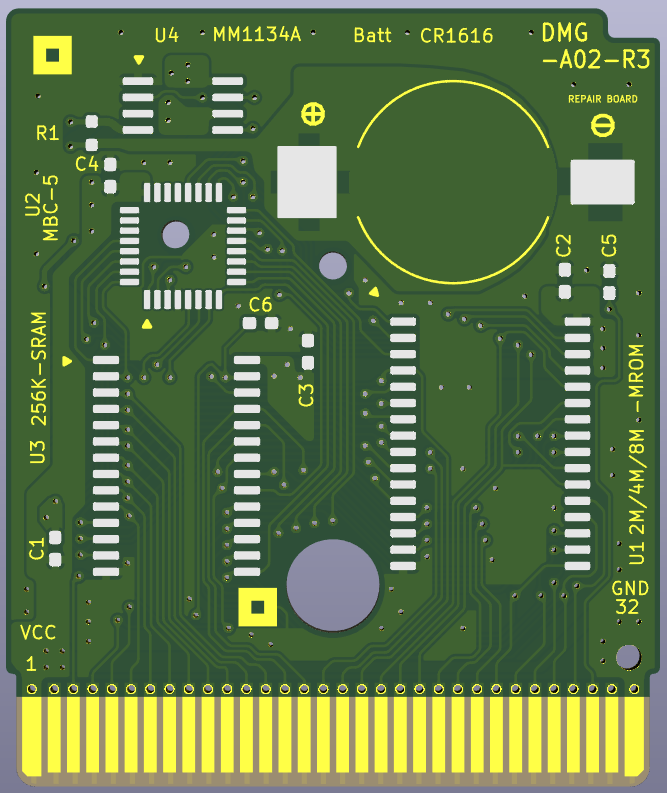 U4 MM1134A Batt CR1616 DMG
-A02-R3
REPAIR BOARD
R1
C4
U2
MBC-5
C2 C5
C6
C3
U3 256K-SRAM
U1 2M/4M/8M -MROM
C1
GND
32
VCC
1